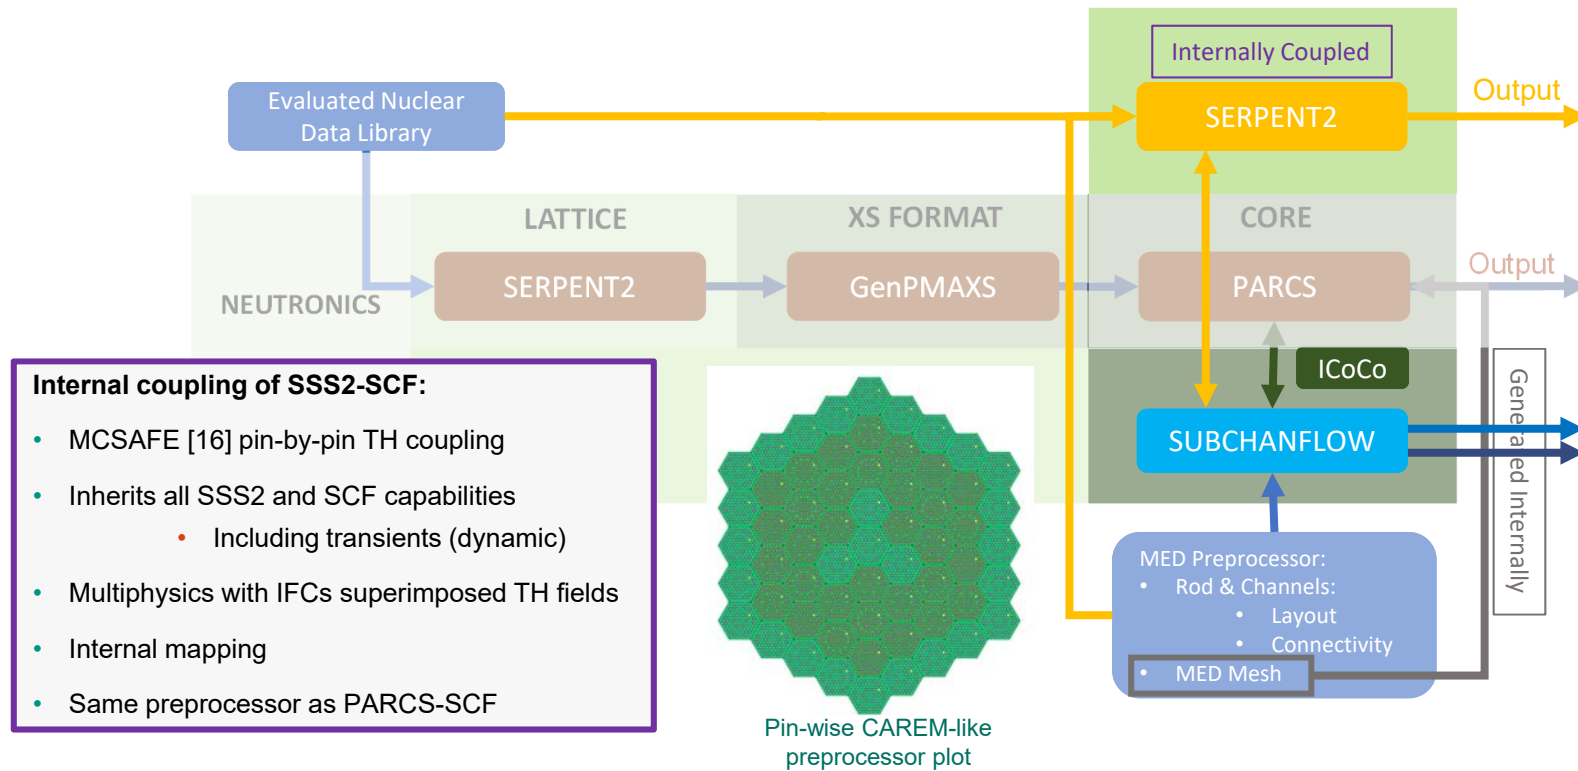 Internally Coupled
Evaluated Nuclear
Data Library
SERPENT2
Output
LATTICE
XS FORMAT
CORE
NEUTRONICS
SERPENT2
GenPMAXS
PARCS
Output
ICoCo
SUBCHANFLOW
Generated Internally
Internal coupling of SSS2-SCF:
• MCSAFE [16] pin-by-pin TH coupling
• Inherits all SSS2 and SCF capabilities
• Including transients (dynamic)
• Multiphysics with IFCs superimposed TH fields
• Internal mapping
• Same preprocessor as PARCS-SCF
Pin-wise CAREM-like
preprocessor plot
MED Preprocessor:
• Rod & Channels:
• Layout
• Connectivity
• MED Mesh